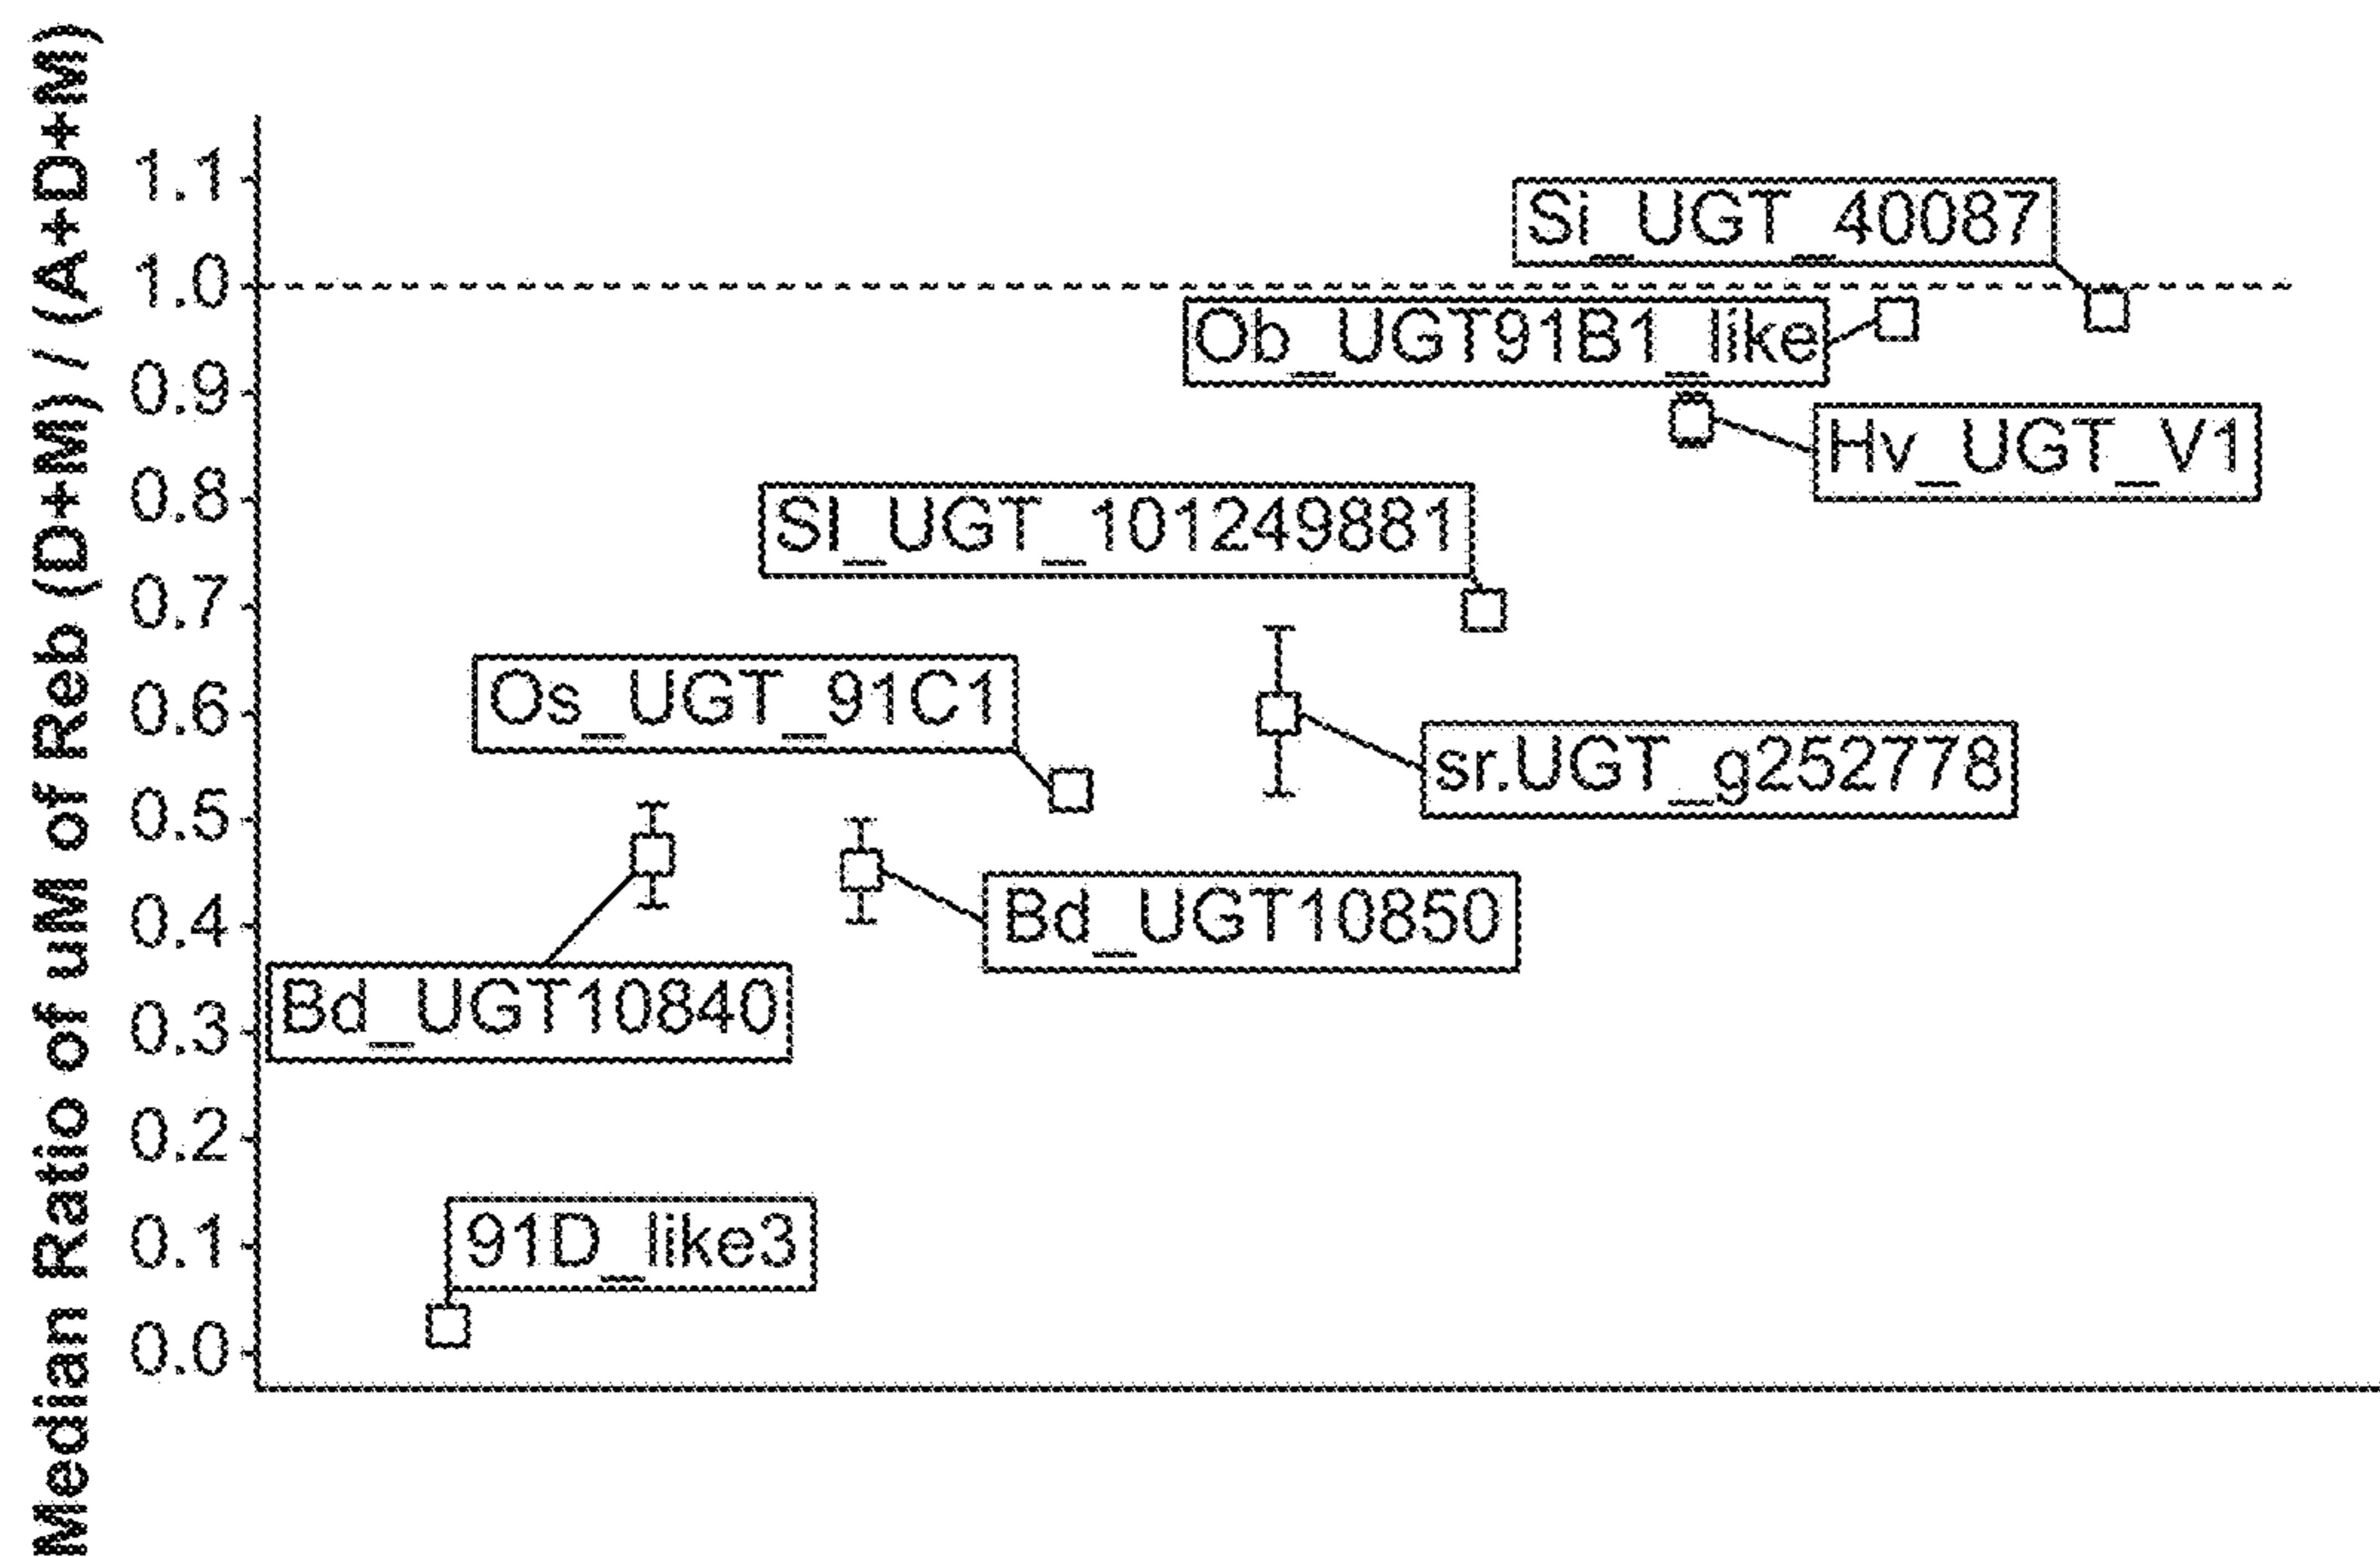 Median Ratio of uM of Reb (D+M) / (A+D+M)
1.1
1.0
0.9
0.8
0.7
0.6
0.5
0.4
0.3
0.2
0.1
0.0
Si_UGT_40087
Ob_UGT91B1_like
Hv_UGT_V1
Sl_UGT_101249881
Os_UGT_91C1
sr.UGT_g252778
Bd_UGT10850
Bd_UGT10840
91D_like3